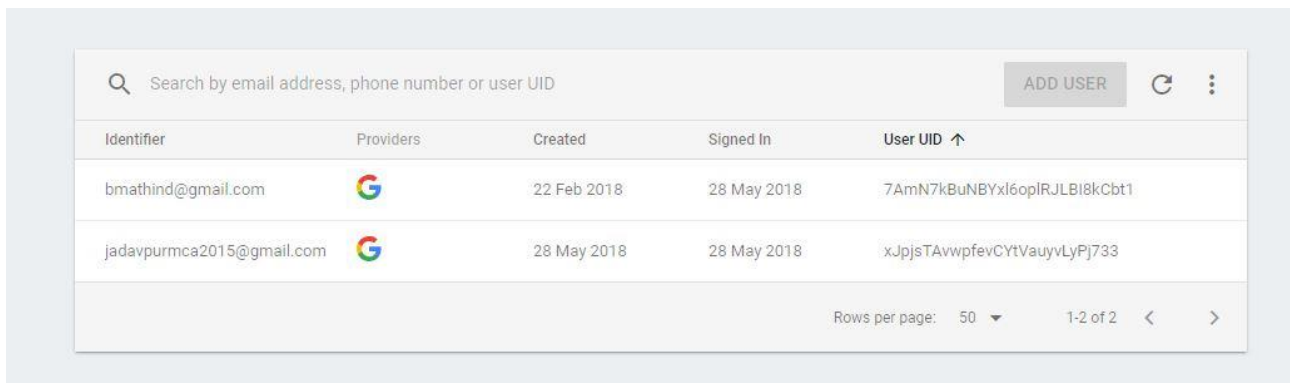 Search by email address, phone number or user UID ADD USER
Identifier Providers Created Signed In User UID
bmathind@gmail.com 22 Feb 2018 28 May 2018 7AmN7kBuNBYxl6oplRJLBI8kCbt1
jadavpurmca2015@gmail.com 28 May 2018 28 May 2018 xJpjsTAvwpfevCYtVauyvLyPj733
Rows per page: 50 1-2 of 2